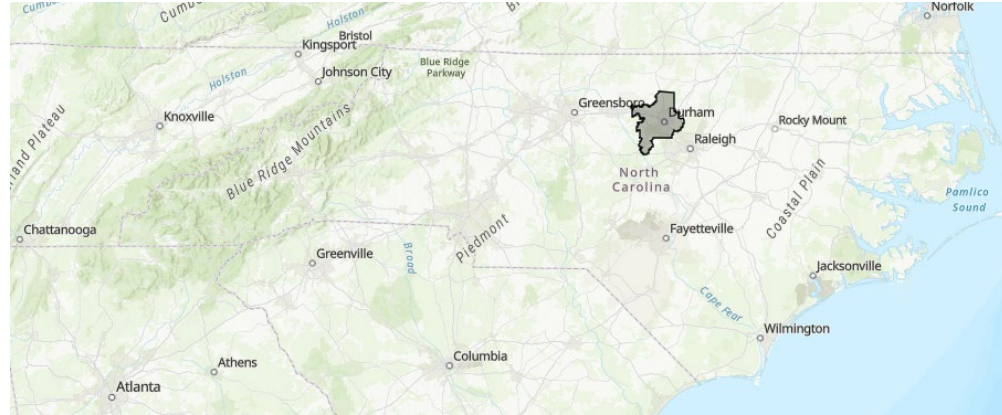 Cumb
Holston
B
Norfolk
Bristol
Kingsport
Blue Ridge
Parkway
Johnson City
Holston
Greensboro
Durham
Knoxville
Rocky Mount
Raleigh
erland Plateau
Blue Ridge Mountains
North
Carolina
Coastal Plain
Pamlico
Sound
Chattanooga
Fayetteville
Piedmont
Greenville
Broad
Jacksonville
Cape Fear
Wilmington
Columbia
Athens
Atlanta